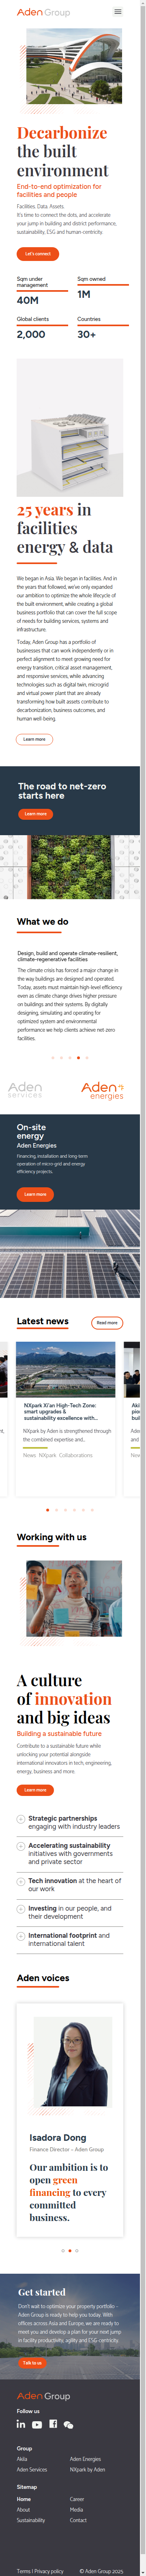 Aden Group
Decarbonize
the built
environment
End-to-end optimization for
facilities and people
Facilities. Data. Assets.
It's time to connect the dots, and accelerate
your jump in building and district performance,
sustainability, ESG and human-centricity.
Let's connect
Sqm under
management
40M
Sqm owned
1M
Global clients
2,000
Countries
30+
25 years in
facilities
energy & data
We began in Asia. We began in facilities. And in
the years that followed, we've only expanded
our ambition to optimize the whole lifecycle of
the built environment, while creating a global
business portfolio that can cover the full scope
of needs for building services, systems and
infrastructure.
Today, Aden Group has a portfolio of
businesses that can work independently or in
perfect alignment to meet growing need for
energy transition, critical asset management,
and responsive services, while advancing
technologies such as digital twin, microgrid
and virtual power plant that are already
transforming how built assets contribute to
decarbonization, business outcomes, and
human well-being.
Learn more
The road to net-zero
starts here
Learn more
What we do
Design, build and operate climate-resilient,
climate-regenerative facilities
The climate crisis has forced a rapid change in
the way buildings are designed and operated.
Today, assets must maintain high-level efficiency
even as climate change drives higher pressure
on buildings and their systems. By digitally
designing, simulating, and operating with
optimized space and environmental
performance we help clients achieve net zero
facilities.
Aden
services
Aden
energies
On-site
energy
Aden Energies
Financing, installation and long-term
operation of micro-grid and energy
efficiency projects.
Learn more
Latest news
Read more
NXpark Xi'an High-Tech Zone:
smart upgrades &
sustainability excellence with...
NXpark by Aden is strengthened through
the combined expertise and...
News NXpark Collaborations
Working with us
A culture
of innovation
and big ideas
Building a sustainable future
Contribute to a sustainable future while
unlocking your potential alongside
international innovators in tech, engineering,
energy, business and more.
Learn more
Strategic partnerships
engaging with industry leaders
Accelerating sustainability
initiatives with governments
and private sector
Tech innovation at the heart of
our work
Investing in our people, and
their development
International footprint and
international talent
Aden voices
Isadora Dong
Finance Director – Aden Group
Our ambition is to
open green
financing to every
committed
business.
Get started
Don't wait to optimize your property portfolio -
Aden Group is ready to help you today. With
offices across Asia and Europe, we are ready to
meet you and develop a plan for your next jump
in facility productivity, agility and ESG-centricity.
Talk to us
Aden Group
Follow us
Group
Akila
Aden Energies
Aden Services
NXpark by Aden
Sitemap
Home
Career
About
Media
Sustainability
Contact
Terms | Privacy policy
© Aden Group 2025